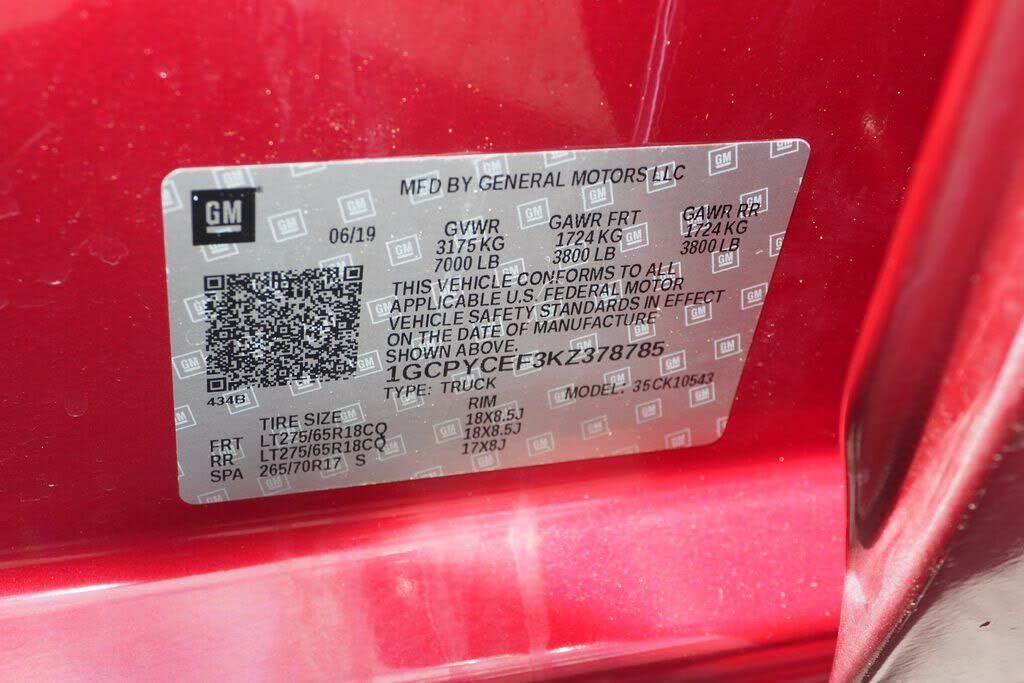 MFD BY GENERAL MOTORS LLC
GM
06/19
GVWR GAWR FRT GAWR RR
3175 KG 1724 KG 1724 KG
7000 LB 3800 LB 3800 LB
THIS VEHICLE CONFORMS TO ALL
APPLICABLE U.S. FEDERAL MOTOR
VEHICLE SAFETY STANDARDS IN EFFECT
ON THE DATE OF MANUFACTURE
SHOWN ABOVE.
1GCPYCEF3KZ378785
TYPE: TRUCK MODEL: 35CK10543
434B
TIRE SIZE RIM
FRT LT275/65R18CQ 18X8.5J
RR LT275/65R18CQ 18X8.5J
SPA 265/70R17 S 17X8J